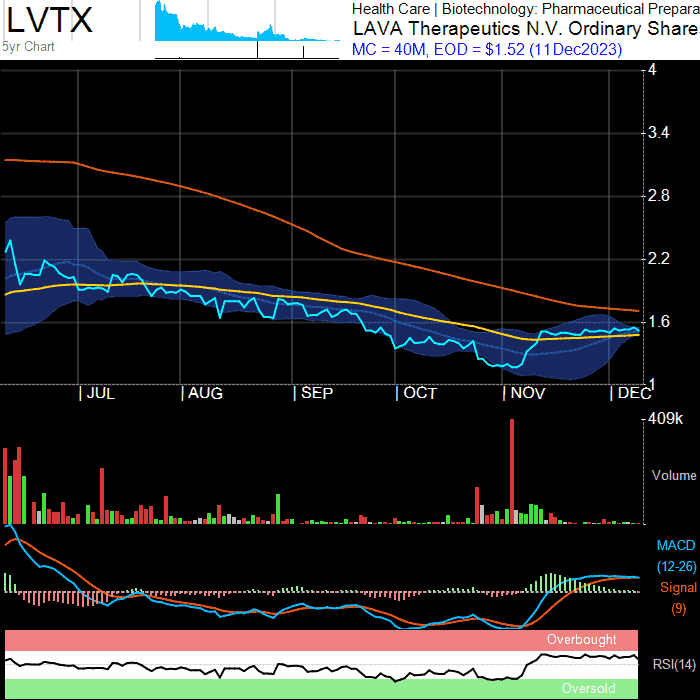 LVTX
5yr Chart
Health Care | Biotechnology: Pharmaceutical Prepara
LAVA Therapeutics N.V. Ordinary Share
MC = 40M, EOD = $1.52 (11Dec2023)
4
3.4
2.8
2.2
1.6
1
| JUL | AUG | SEP | OCT | NOV | DEC
409k
Volume
MACD
(12-26)
Signal
(9)
Overbought
RSI(14)
Oversold